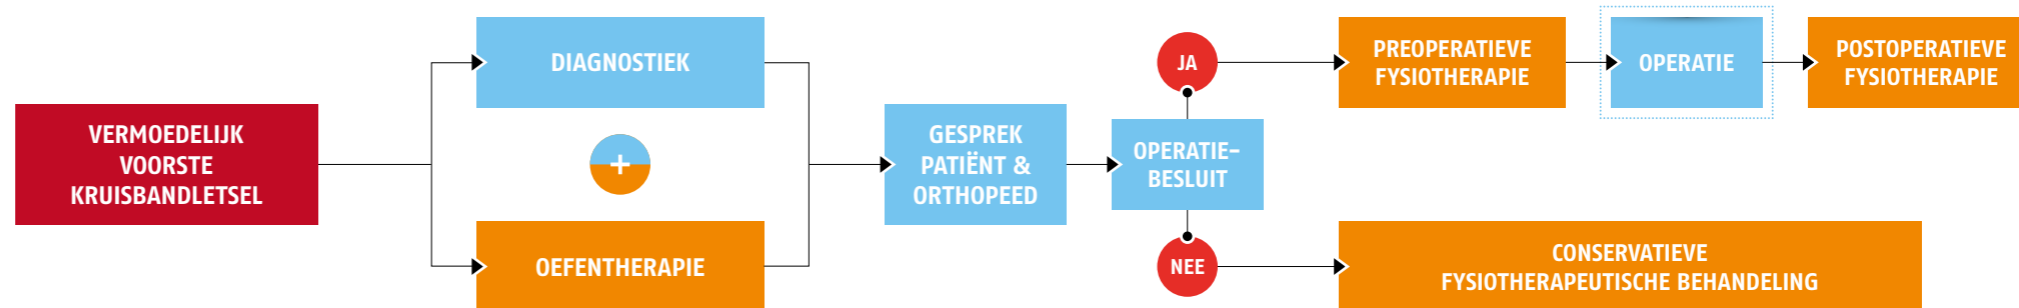 VERMOEDELIJK
VOORSTE
KRUISBANDLETSEL
DIAGNOSTIEK
+
OEFENTHERAPIE
GESPREK
PATIËNT &
ORTHOPEED
OPERATIE–
BESLUIT
JA
PREOPERATIEVE
FYSIOTHERAPIE
OPERATIE
POSTOPERATIEVE
FYSIOTHERAPIE
NEE
CONSERVATIEVE
FYSIOTHERAPEUTISCHE BEHANDELING